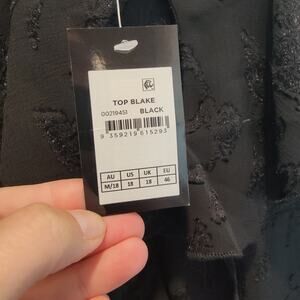 TOP BLAKE
00219451 BLACK
9 359219 615293
AU US UK EU
M/18 18 18 46